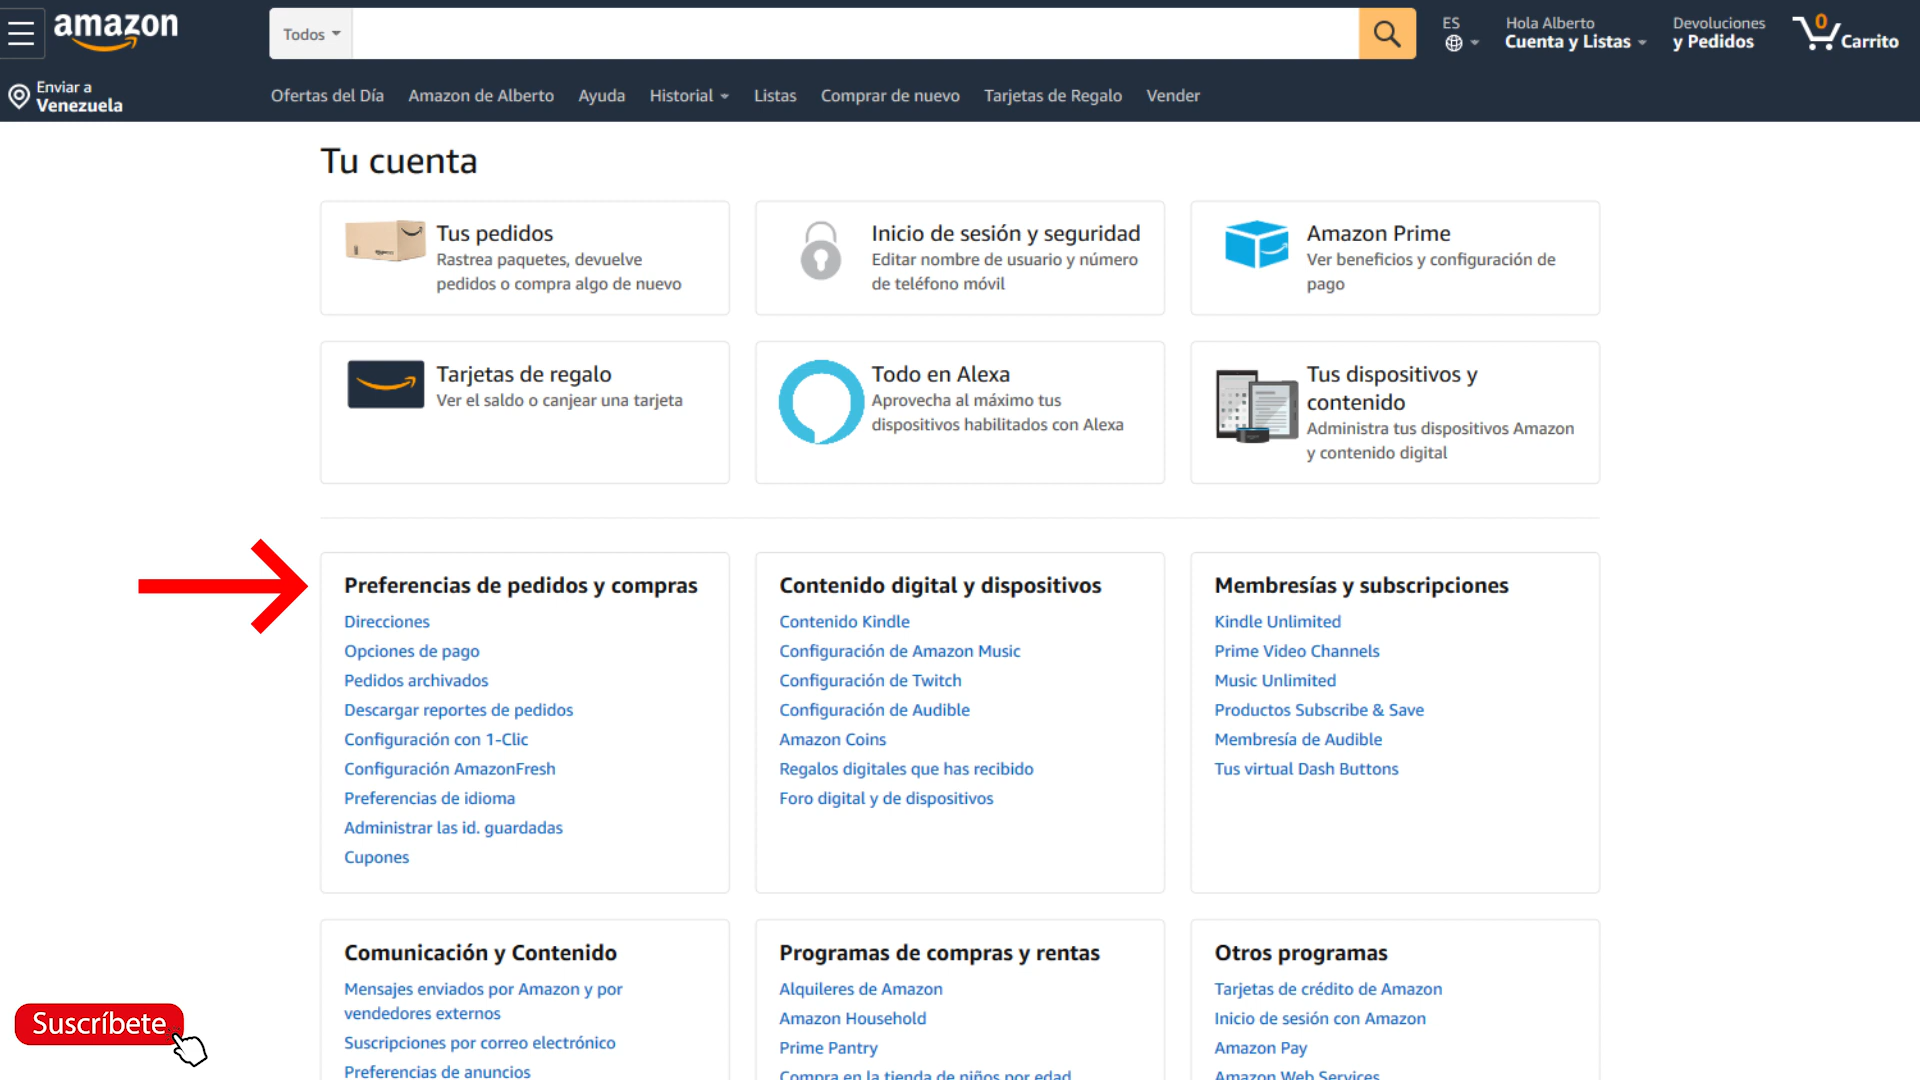 amazon
Todos
ES
Hola Alberto
Cuenta y Listas
Devoluciones
y Pedidos
0
Carrito
Enviar a
Venezuela
Ofertas del Día
Amazon de Alberto
Ayuda
Historial
Listas
Comprar de nuevo
Tarjetas de Regalo
Vender
Tu cuenta
Tus pedidos
Rastrea paquetes, devuelve
pedidos o compra algo de nuevo
Inicio de sesión y seguridad
Editar nombre de usuario y número
de teléfono móvil
Amazon Prime
Ver beneficios y configuración de
pago
Tarjetas de regalo
Ver el saldo o canjear una tarjeta
Todo en Alexa
Aprovecha al máximo tus
dispositivos habilitados con Alexa
Tus dispositivos y
contenido
Administra tus dispositivos Amazon
y contenido digital
Preferencias de pedidos y compras
Direcciones
Opciones de pago
Pedidos archivados
Descargar reportes de pedidos
Configuración con 1-Clic
Configuración AmazonFresh
Preferencias de idioma
Administrar las id. guardadas
Cupones
Contenido digital y dispositivos
Contenido Kindle
Configuración de Amazon Music
Configuración de Twitch
Configuración de Audible
Amazon Coins
Regalos digitales que has recibido
Foro digital y de dispositivos
Membresías y subscripciones
Kindle Unlimited
Prime Video Channels
Music Unlimited
Productos Subscribe & Save
Membresía de Audible
Tus virtual Dash Buttons
Comunicación y Contenido
Mensajes enviados por Amazon y por
vendedores externos
Suscripciones por correo electrónico
Preferencias de anuncios
Programas de compras y rentas
Alquileres de Amazon
Amazon Household
Prime Pantry
Compra en la tienda de niños por edad
Otros programas
Tarjetas de crédito de Amazon
Inicio de sesión con Amazon
Amazon Pay
Amazon Web Services
Suscríbete